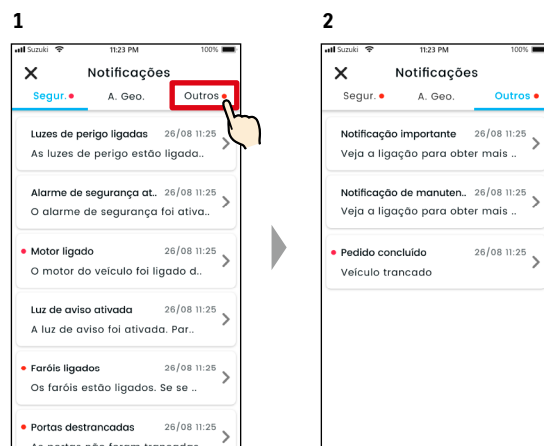 1
Suzuki 11:23 PM 100%
Notificações
Segur. A. Geo. Outros
Luzes de perigo ligadas 26/08 11:25
As luzes de perigo estão ligada..
Alarme de segurança at.. 26/08 11:25
O alarme de segurança foi ativa..
Motor ligado 26/08 11:25
O motor do veículo foi ligado d..
Luz de aviso ativada 26/08 11:25
A luz de aviso foi ativada. Par..
Faróis ligados 26/08 11:25
Os faróis estão ligados. Se se ..
Portas destrancadas 26/08 11:25
As portas não foram trancadas
2
Suzuki 11:23 PM 100%
Notificações
Segur. A. Geo. Outros
Notificação importante 26/08 11:25
Veja a ligação para obter mais ..
Notificação de manuten.. 26/08 11:25
Veja a ligação para obter mais ..
Pedido concluído 26/08 11:25
Veículo trancado